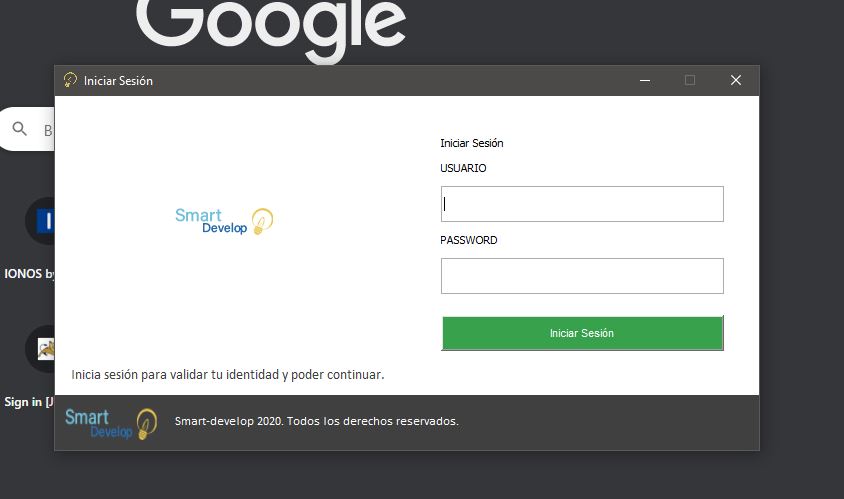 Google
Iniciar Sesión
B
Iniciar Sesión
USUARIO
Smart
Develop
PASSWORD
IONOS by
Iniciar Sesión
Inicia sesión para validar tu identidad y poder continuar.
Sign in [J
Smart
Develop
Smart-develop 2020. Todos los derechos reservados.